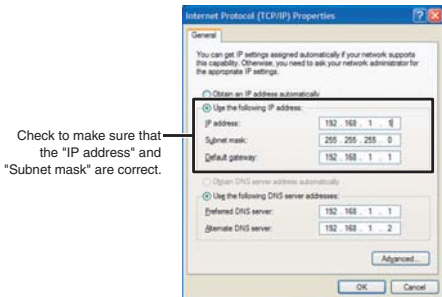 Internet Protocol (TCP/IP) Properties
General
You can get IP settings assigned automatically if your network supports
this capability. Otherwise, you need to ask your network administrator for
the appropriate IP settings.
Obtain an IP address automatically
Use the following IP address:
IP address: 192 . 168 . 1 . 1
Subnet mask: 255 . 255 . 255 . 0
Default gateway: 192 . 168 . 1 . 1
Check to make sure that
the "IP address" and
"Subnet mask" are correct.
Obtain DNS server address automatically
Use the following DNS server addresses:
Preferred DNS server: 192 . 168 . 1 . 1
Alternate DNS server: 192 . 168 . 1 . 2
Advanced...
OK Cancel